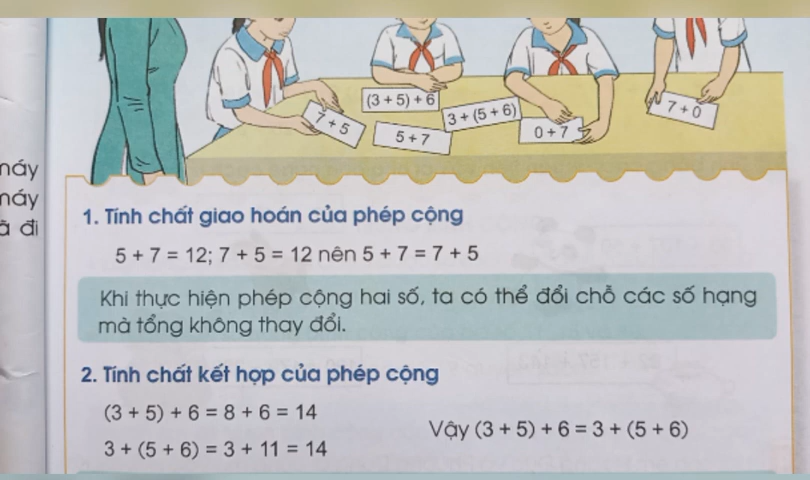 (3 + 5) + 6
7 + 5
5 + 7
3 + (5 + 6)
0 + 7
7 + 0
máy
máy
à đi
1. Tính chất giao hoán của phép cộng
5 + 7 = 12; 7 + 5 = 12 nên 5 + 7 = 7 + 5
Khi thực hiện phép cộng hai số, ta có thể đổi chỗ các số hạng
mà tổng không thay đổi.
2. Tính chất kết hợp của phép cộng
(3 + 5) + 6 = 8 + 6 = 14
3 + (5 + 6) = 3 + 11 = 14
Vậy (3 + 5) + 6 = 3 + (5 + 6)